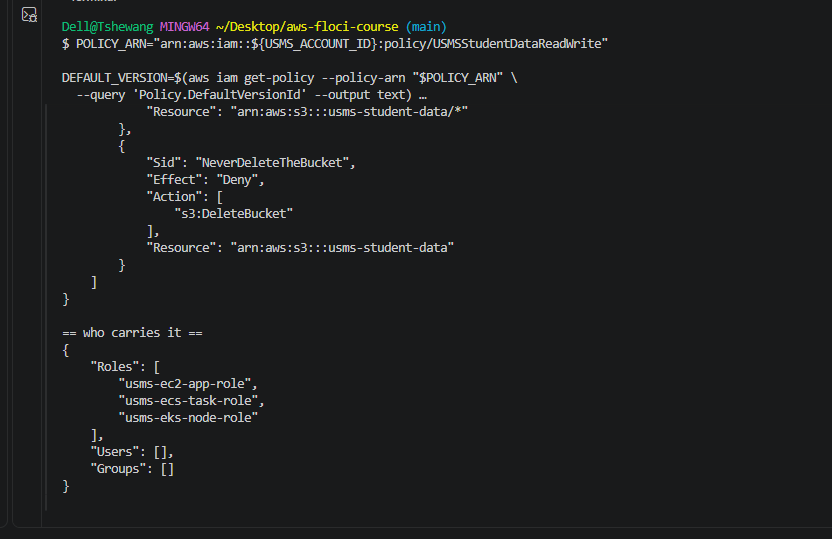 Dell@Tshewang MINGW64 ~/Desktop/aws-floci-course (main)
$ POLICY_ARN="arn:aws:iam::${USMS_ACCOUNT_ID}:policy/USMSStudentDataReadWrite"

DEFAULT_VERSION=$(aws iam get-policy --policy-arn "$POLICY_ARN" \
  --query 'Policy.DefaultVersionId' --output text) …
            "Resource": "arn:aws:s3:::usms-student-data/*"
        },
        {
            "Sid": "NeverDeleteTheBucket",
            "Effect": "Deny",
            "Action": [
                "s3:DeleteBucket"
            ],
            "Resource": "arn:aws:s3:::usms-student-data"
        }
    ]
}

== who carries it ==
{
    "Roles": [
        "usms-ec2-app-role",
        "usms-ecs-task-role",
        "usms-eks-node-role"
    ],
    "Users": [],
    "Groups": []
}